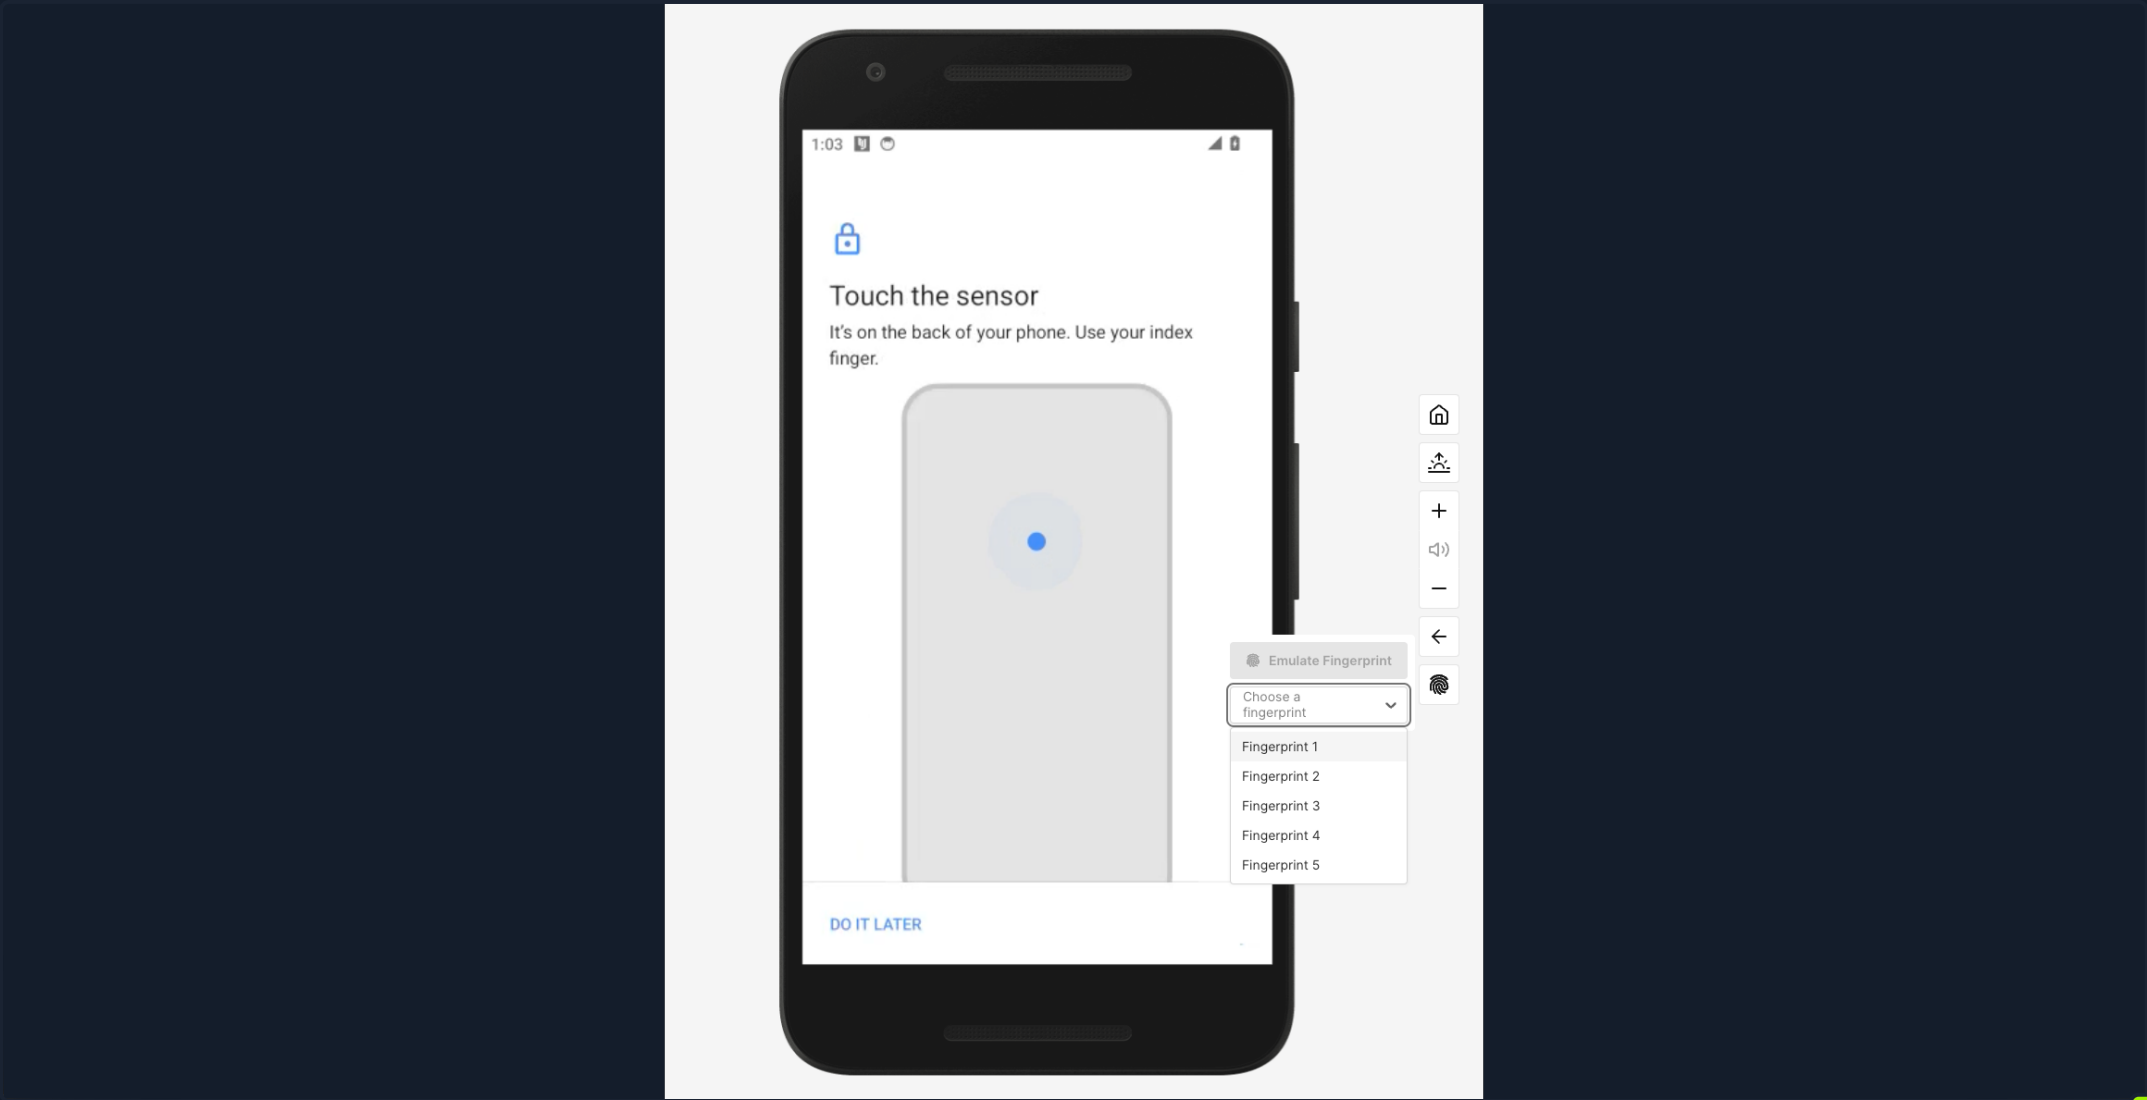 1:03
Touch the sensor
It's on the back of your phone. Use your index
finger.
Emulate Fingerprint
Choose a
fingerprint
Fingerprint 1
Fingerprint 2
Fingerprint 3
Fingerprint 4
Fingerprint 5
DO IT LATER